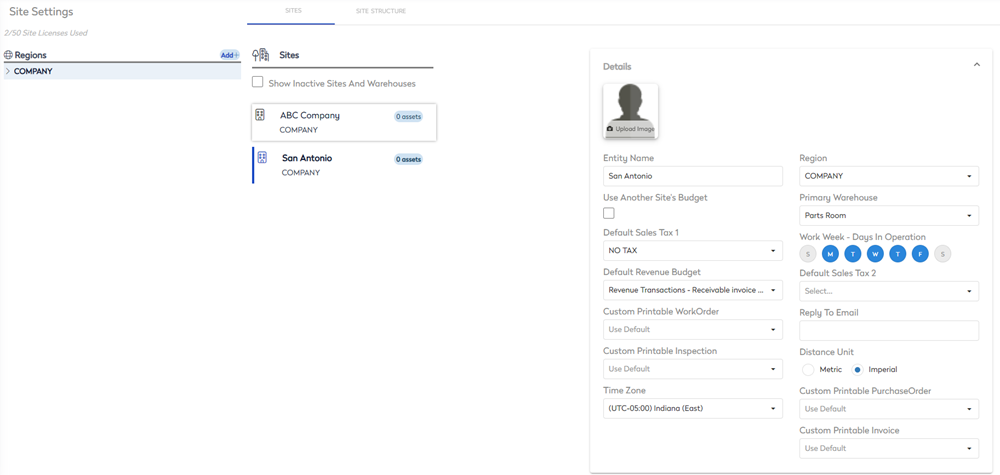 Site Settings
SITES
SITE STRUCTURE
2/50 Site Licenses Used
Regions
Add+
COMPANY
Sites
Show Inactive Sites And Warehouses
ABC Company
0 assets
COMPANY
San Antonio
0 assets
COMPANY
Details
Upload Image
Entity Name
San Antonio
Region
COMPANY
Use Another Site's Budget
Primary Warehouse
Parts Room
Default Sales Tax 1
NO TAX
Work Week - Days In Operation
S M T W T F S
Default Revenue Budget
Revenue Transactions - Receivable invoice ...
Default Sales Tax 2
Select...
Custom Printable WorkOrder
Use Default
Reply To Email
Custom Printable Inspection
Use Default
Distance Unit
Metric Imperial
Time Zone
(UTC-05:00) Indiana (East)
Custom Printable PurchaseOrder
Use Default
Custom Printable Invoice
Use Default